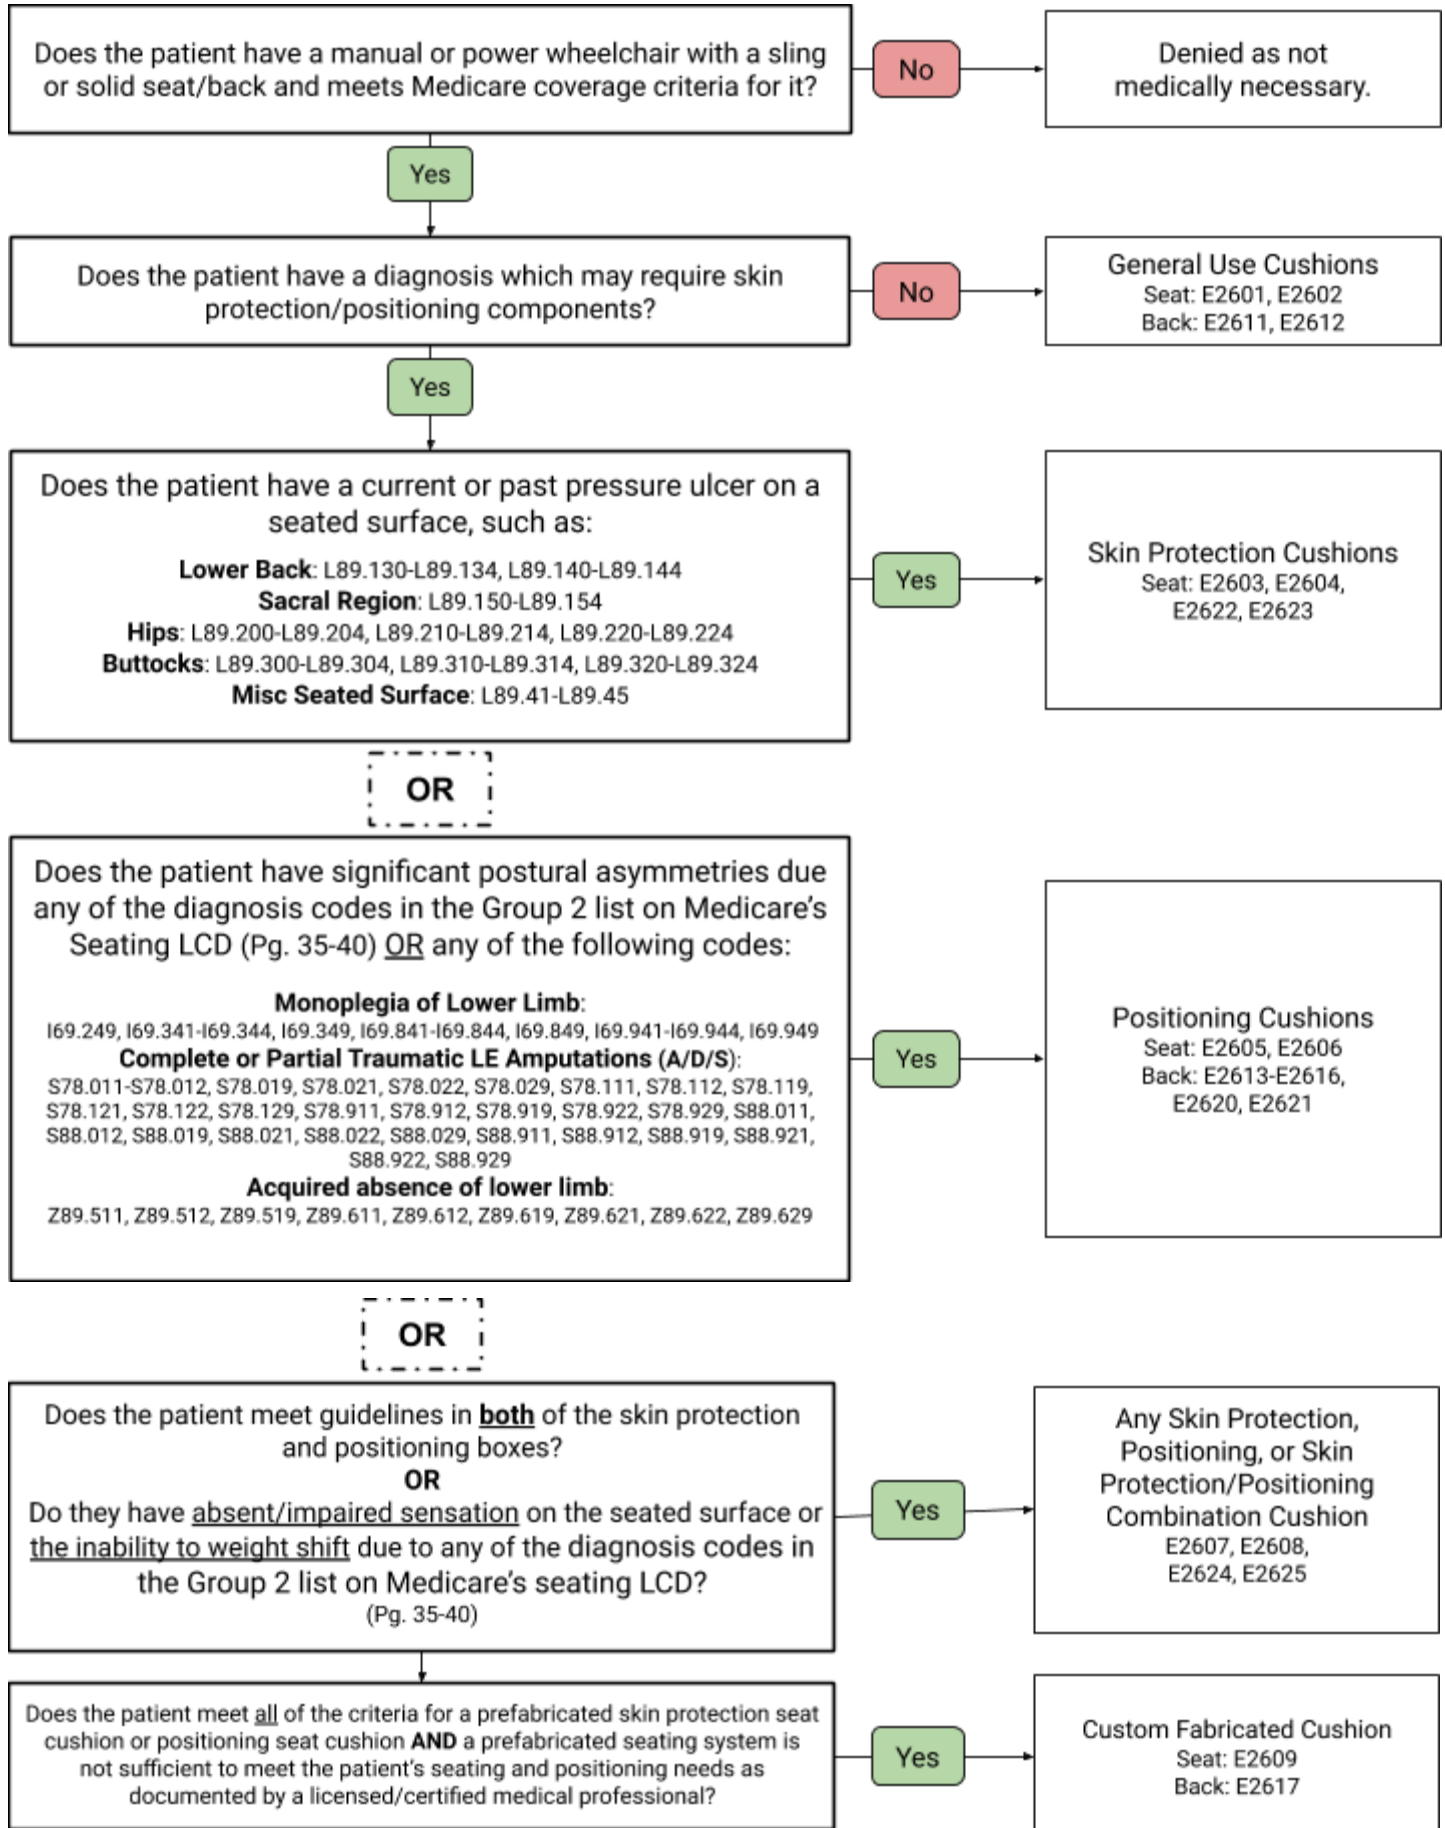 Does the patient have a manual or power wheelchair with a sling
or solid seat/back and meets Medicare coverage criteria for it?
No
Denied as not
medically necessary.
Yes
Does the patient have a diagnosis which may require skin
protection/positioning components?
No
General Use Cushions
Seat: E2601, E2602
Back: E2611, E2612
Yes
Does the patient have a current or past pressure ulcer on a
seated surface, such as:
Lower Back: L89.130-L89.134, L89.140-L89.144
Sacral Region: L89.150-L89.154
Hips: L89.200-L89.204, L89.210-L89.214, L89.220-L89.224
Buttocks: L89.300-L89.304, L89.310-L89.314, L89.320-L89.324
Misc Seated Surface: L89.41-L89.45
Yes
Skin Protection Cushions
Seat: E2603, E2604,
E2622, E2623
OR
Does the patient have significant postural asymmetries due
any of the diagnosis codes in the Group 2 list on Medicare's
Seating LCD (Pg. 35-40) OR any of the following codes:
Monoplegia of Lower Limb:
I69.249, I69.341-I69.344, I69.349, I69.841-I69.844, I69.849, I69.941-I69.944, I69.949
Complete or Partial Traumatic LE Amputations (A/D/S):
S78.011-S78.012, S78.019, S78.021, S78.022, S78.029, S78.111, S78.112, S78.119,
S78.121, S78.122, S78.129, S78.911, S78.912, S78.919, S78.922, S78.929, S88.011,
S88.012, S88.019, S88.021, S88.022, S88.029, S88.911, S88.912, S88.919, S88.921,
S88.922, S88.929
Acquired absence of lower limb:
Z89.511, Z89.512, Z89.519, Z89.611, Z89.612, Z89.619, Z89.621, Z89.622, Z89.629
Yes
Positioning Cushions
Seat: E2605, E2606
Back: E2613-E2616,
E2620, E2621
OR
Does the patient meet guidelines in both of the skin protection
and positioning boxes?
OR
Do they have absent/impaired sensation on the seated surface or
the inability to weight shift due to any of the diagnosis codes in
the Group 2 list on Medicare's seating LCD?
(Pg. 35-40)
Yes
Any Skin Protection,
Positioning, or Skin
Protection/Positioning
Combination Cushion
E2607, E2608,
E2624, E2625
Does the patient meet all of the criteria for a prefabricated skin protection seat
cushion or positioning seat cushion AND a prefabricated seating system is
not sufficient to meet the patient's seating and positioning needs as
documented by a licensed/certified medical professional?
Yes
Custom Fabricated Cushion
Seat: E2609
Back: E2617